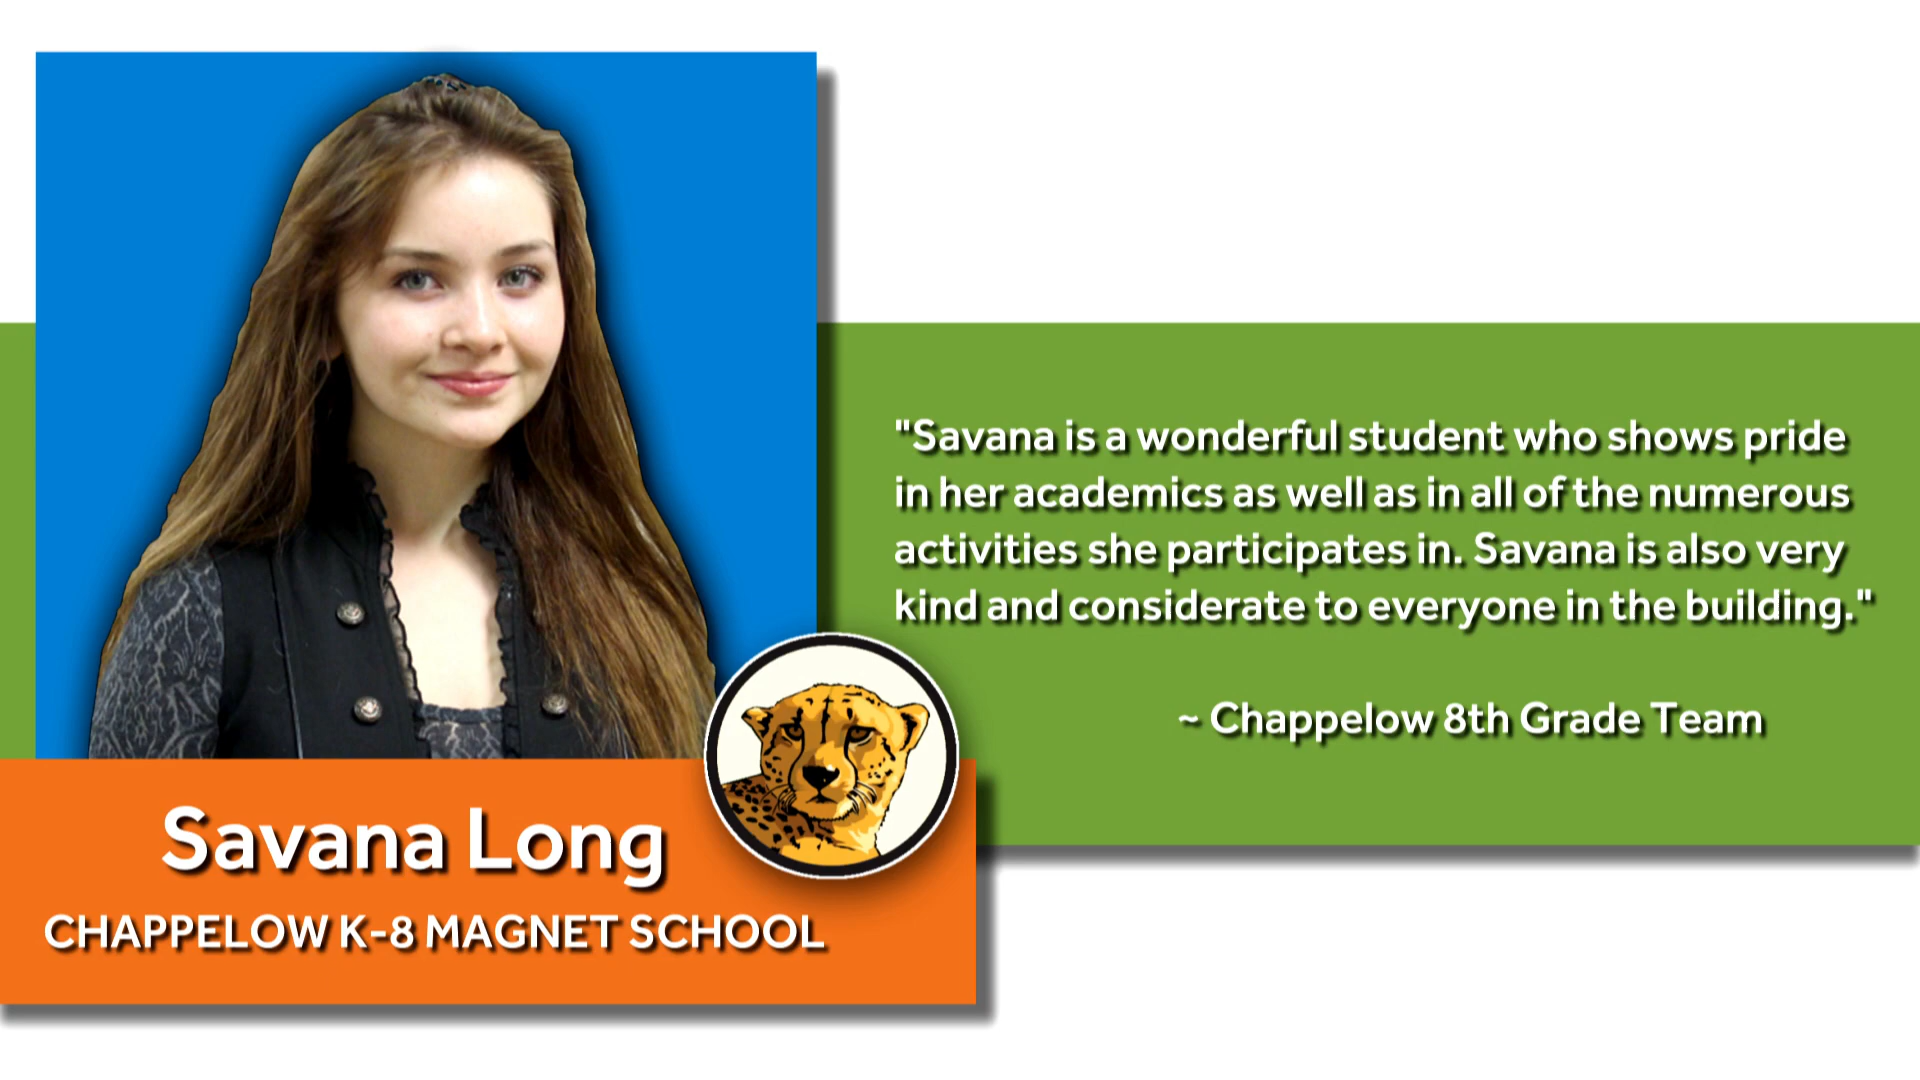 "Savana is a wonderful student who shows pride
in her academics as well as in all of the numerous
activities she participates in. Savana is also very
kind and considerate to everyone in the building."
~ Chappelow 8th Grade Team
Savana Long
CHAPPELOW K-8 MAGNET SCHOOL